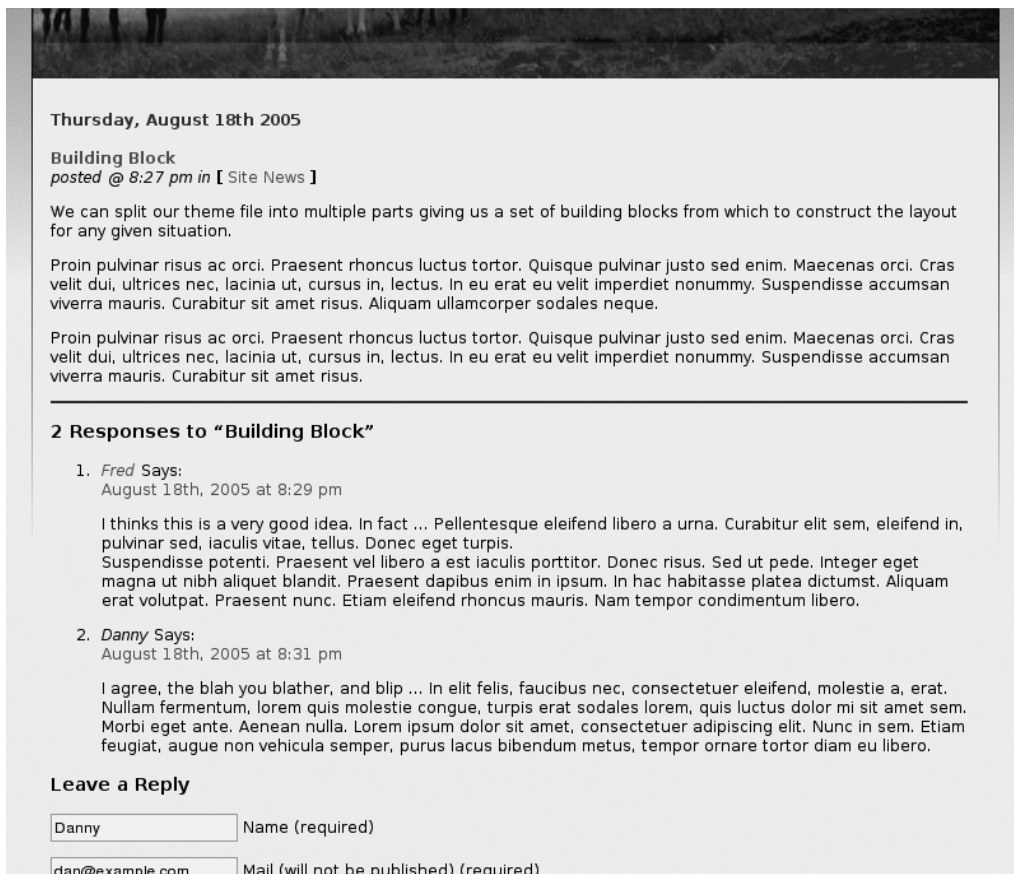 Thursday, August 18th 2005
Building Block
posted @ 8:27 pm in [ Site News ]
We can split our theme file into multiple parts giving us a set of building blocks from which to construct the layout
for any given situation.
Proin pulvinar risus ac orci. Praesent rhoncus luctus tortor. Quisque pulvinar justo sed enim. Maecenas orci. Cras
velit dui, ultrices nec, lacinia ut, cursus in, lectus. In eu erat eu velit imperdiet nonummy. Suspendisse accumsan
viverra mauris. Curabitur sit amet risus. Aliquam ullamcorper sodales neque.
Proin pulvinar risus ac orci. Praesent rhoncus luctus tortor. Quisque pulvinar justo sed enim. Maecenas orci. Cras
velit dui, ultrices nec, lacinia ut, cursus in, lectus. In eu erat eu velit imperdiet nonummy. Suspendisse accumsan
viverra mauris. Curabitur sit amet risus.
2 Responses to “Building Block”
1. Fred Says:
August 18th, 2005 at 8:29 pm
I thinks this is a very good idea. In fact ... Pellentesque eleifend libero a urna. Curabitur elit sem, eleifend in,
pulvinar sed, iaculis vitae, tellus. Donec eget turpis.
Suspendisse potenti. Praesent vel libero a est iaculis porttitor. Donec risus. Sed ut pede. Integer eget
magna ut nibh aliquet blandit. Praesent dapibus enim in ipsum. In hac habitasse platea dictumst. Aliquam
erat volutpat. Praesent nunc. Etiam eleifend rhoncus mauris. Nam tempor condimentum libero.
2. Danny Says:
August 18th, 2005 at 8:31 pm
I agree, the blah you blather, and blip ... In elit felis, faucibus nec, consectetuer eleifend, molestie a, erat.
Nullam fermentum, lorem quis molestie congue, turpis erat sodales lorem, quis luctus dolor mi sit amet sem.
Morbi eget ante. Aenean nulla. Lorem ipsum dolor sit amet, consectetuer adipiscing elit. Nunc in sem. Etiam
feugiat, augue non vehicula semper, purus lacus bibendum metus, tempor ornare tortor diam eu libero.
Leave a Reply
Danny Name (required)
dan@example.com Mail (will not be published) (required)